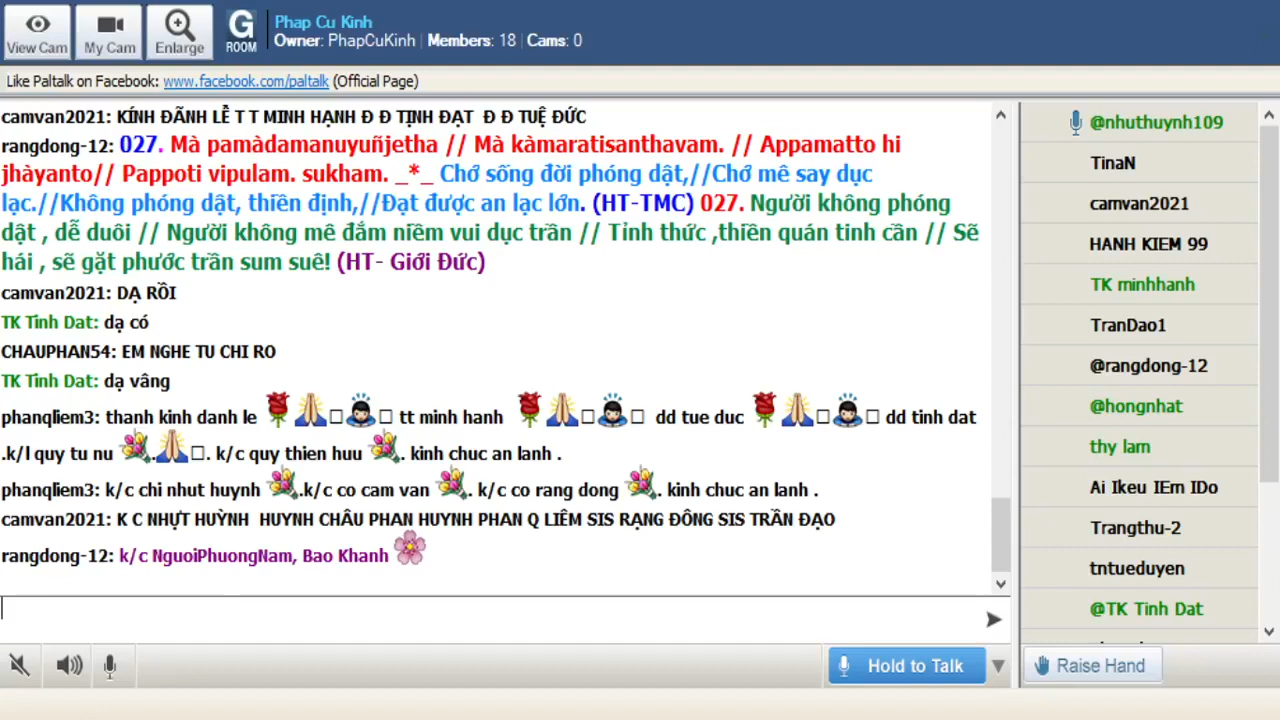 View Cam
My Cam
Enlarge
G
ROOM
Phap Cu Kinh
Owner: PhapCuKinh | Members: 18 | Cams: 0
Like Paltalk on Facebook: www.facebook.com/paltalk (Official Page)
camvan2021: KÍNH ĐÃNH LỄ T T MINH HẠNH Đ Đ TỊNH ĐẠT Đ Đ TUỆ ĐỨC
rangdong-12: 027. Mà pamàdamanuyuñjetha // Mà kàmaratisanthavam. // Appamatto hi
jhàyanto// Pappoti vipulam. sukham. _*_ Chớ sống đời phóng dật,//Chớ mê say dục
lạc.//Không phóng dật, thiền định,//Đạt được an lạc lớn. (HT-TMC) 027. Người không phóng
dật , dễ duôi // Người không mê đắm niềm vui dục trần // Tỉnh thức ,thiền quán tinh cần // Sẽ
hái , sẽ gặt phước trần sum suê! (HT- Giới Đức)
camvan2021: DẠ RỒI
TK Tinh Dat: dạ có
CHAUPHAN54: EM NGHE TU CHI RO
TK Tinh Dat: dạ vâng
phanqliem3: thanh kinh danh le 🌹🙏🙇 tt minh hanh 🌹🙏🙇 dd tue duc 🌹🙏🙇 dd tinh dat
.k/l quy tu nu 💐.🙏. k/c quy thien huu 💐. kinh chuc an lanh .
phanqliem3: k/c chi nhut huynh 💐.k/c co cam van 💐. k/c co rang dong 💐. kinh chuc an lanh .
camvan2021: K C NHỰT HUỲNH HUYNH CHÂU PHAN HUYNH PHAN Q LIÊM SIS RẠNG ĐÔNG SIS TRẦN ĐẠO
rangdong-12: k/c NguoiPhuongNam, Bao Khanh 🌸
Hold to Talk
@nhuthuynh109
TinaN
camvan2021
HANH KIEM 99
TK minhhanh
TranDao1
@rangdong-12
@hongnhat
thy lam
Ai Ikeu IEm IDo
Trangthu-2
tntueduyen
@TK Tinh Dat
Raise Hand